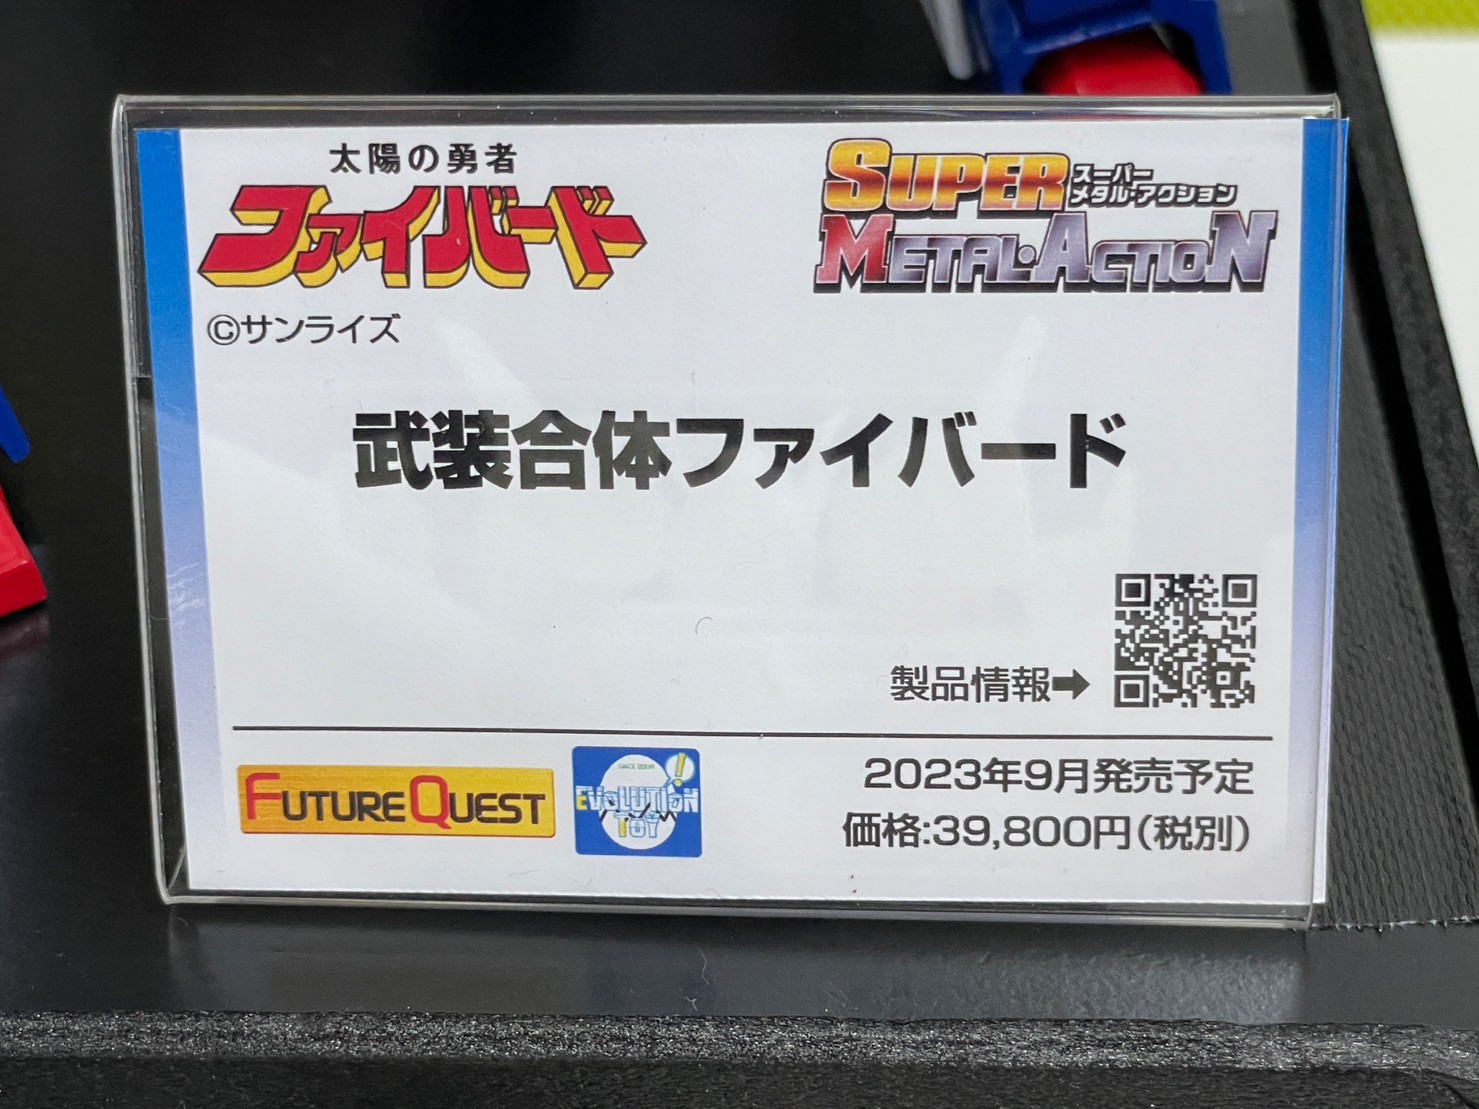 太陽の勇者
ファイバード
SUPER METAL・ACTION
スーパー
メタル・アクション
©サンライズ
武装合体ファイバード
製品情報➡
FUTUREQUEST
EVOLUTION
TOY
2023年9月発売予定
価格:39,800円(税別)